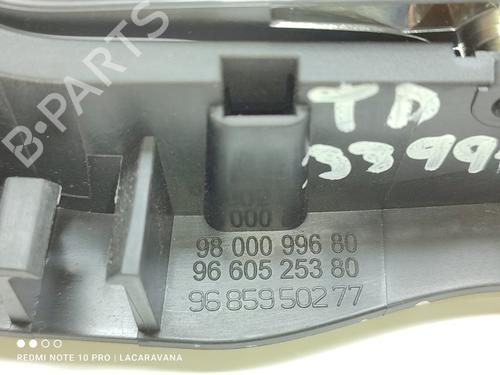 B-PARTS
TD
000
98 000 996 80
96 605 253 80
96 859 502 77
REDMI NOTE 10 PRO | LACARAVANA